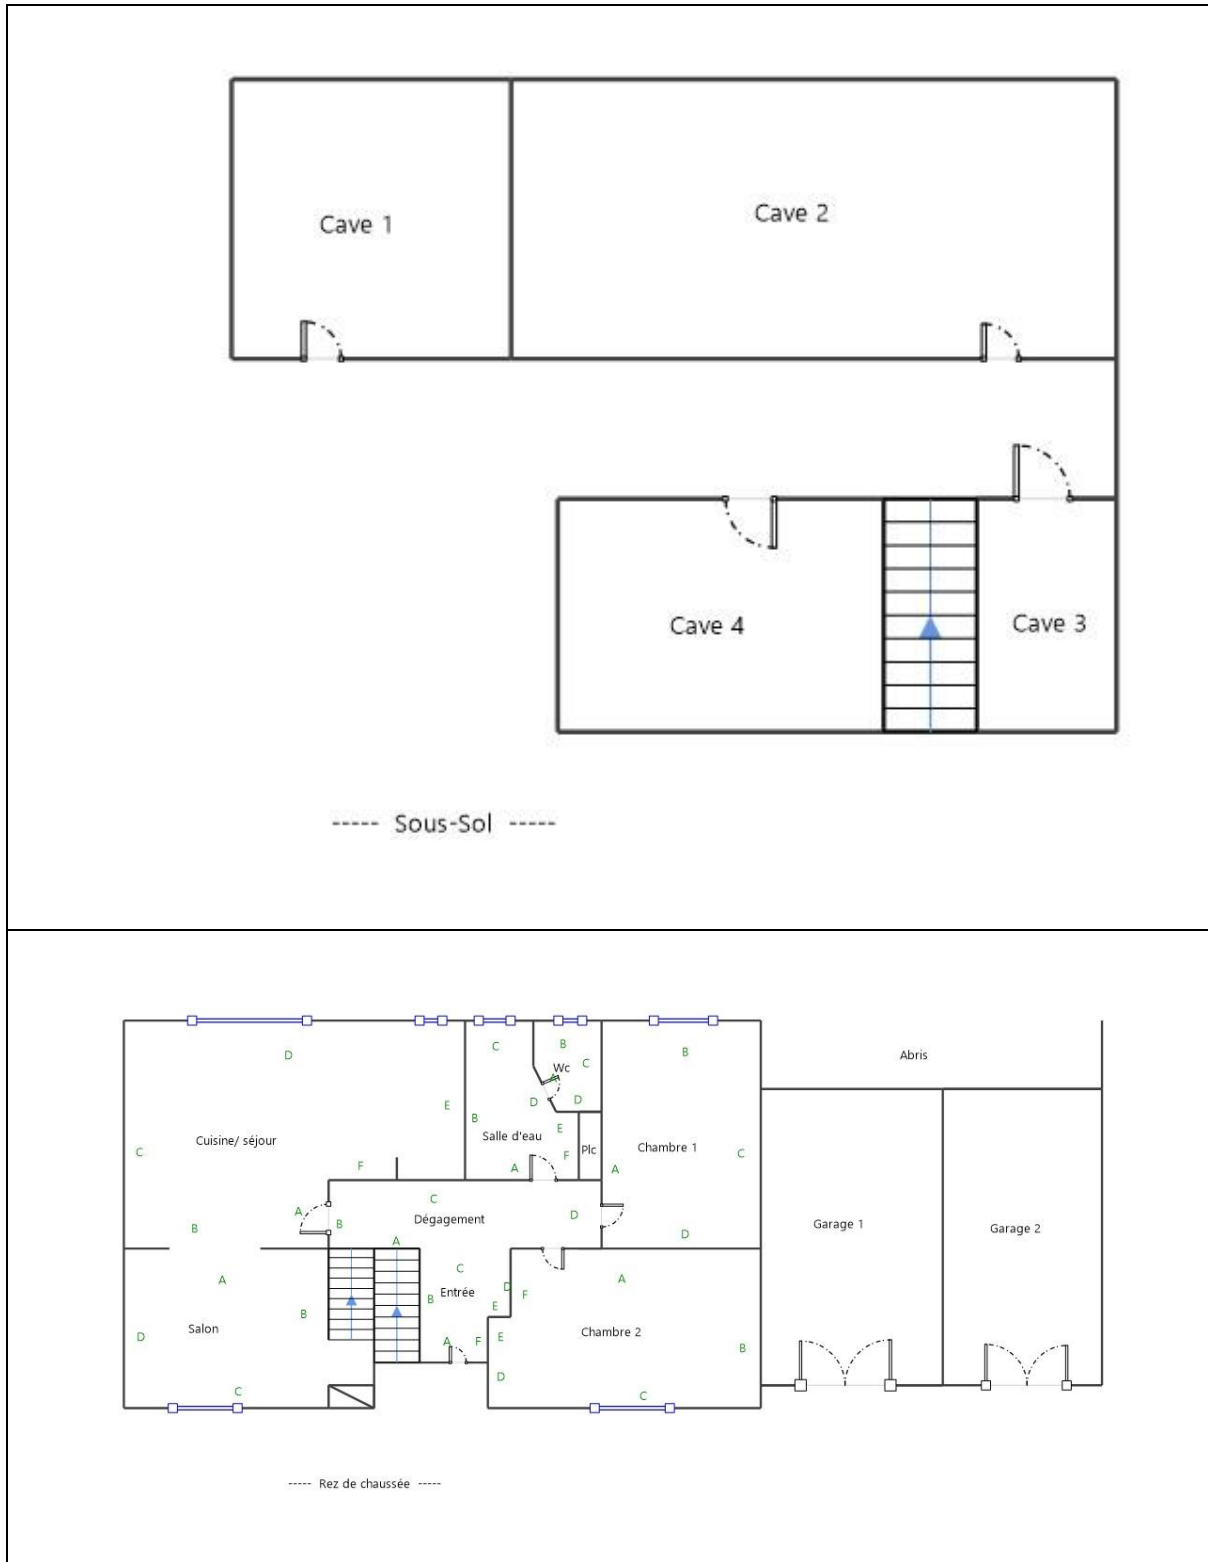 Cave 1
Cave 2
Cave 4
Cave 3
----- Sous-Sol -----
D
C
B
Wc
C
A
B
Abris
E
B
D
D
Cuisine/ séjour
Salle d'eau
E
Plc
Chambre 1
C
C
F
A
F
A
A
B
B
C
Dégagement
D
D
Garage 1
Garage 2
A
A
C
A
B
B
Entrée
D
F
E
Salon
D
A
F
E
Chambre 2
B
D
C
C
----- Rez de chaussée -----